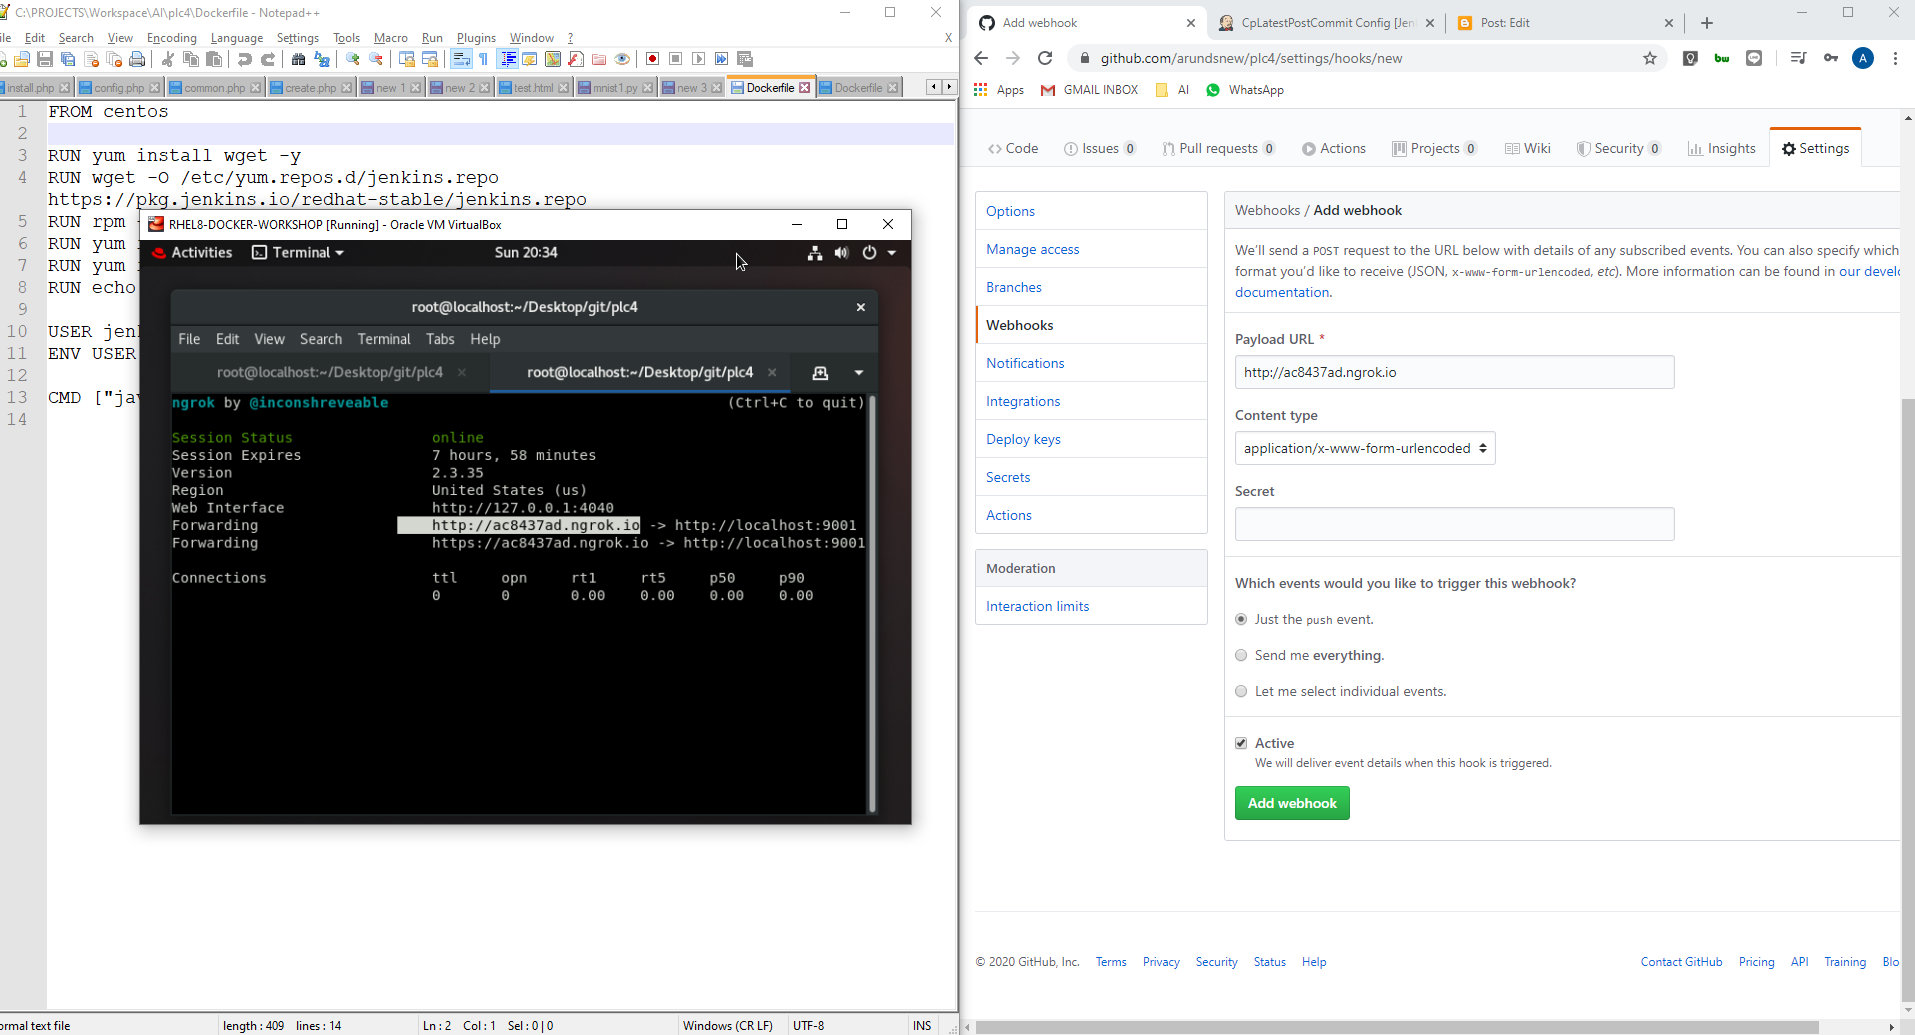 C:\PROJECTS\Workspace\AI\plc4\Dockerfile - Notepad++
Edit Search View Encoding Language Settings Tools Macro Run Plugins Window ? X
install.php config.php common.php create.php new 1 new 2 test.html mnist1.py new 3 Dockerfile Dockerfile
1 FROM centos
2
3 RUN yum install wget -y
4 RUN wget -O /etc/yum.repos.d/jenkins.repo
https://pkg.jenkins.io/redhat-stable/jenkins.repo
5 RUN rpm
6 RUN yum
7 RUN yum
8 RUN echo
9
10 USER jen
11 ENV USER
12
13 CMD ["ja
14
RHEL8-DOCKER-WORKSHOP [Running] - Oracle VM VirtualBox
Activities Terminal Sun 20:34
root@localhost:~/Desktop/git/plc4
File Edit View Search Terminal Tabs Help
root@localhost:~/Desktop/git/plc4 root@localhost:~/Desktop/git/plc4
ngrok by @inconshreveable (Ctrl+C to quit)
Session Status online
Session Expires 7 hours, 58 minutes
Version 2.3.35
Region United States (us)
Web Interface http://127.0.0.1:4040
Forwarding http://ac8437ad.ngrok.io -> http://localhost:9001
Forwarding https://ac8437ad.ngrok.io -> http://localhost:9001
Connections ttl opn rt1 rt5 p50 p90
0 0 0.00 0.00 0.00 0.00
ormal text file length : 409 lines : 14 Ln : 2 Col : 1 Sel : 0 | 0 Windows (CR LF) UTF-8 INS
Add webhook CpLatestPostCommit Config [Jen Post: Edit
github.com/arundsnew/plc4/settings/hooks/new bw A
Apps GMAIL INBOX AI WhatsApp
Code Issues 0 Pull requests 0 Actions Projects 0 Wiki Security 0 Insights Settings
Options
Manage access
Branches
Webhooks
Notifications
Integrations
Deploy keys
Secrets
Actions
Moderation
Interaction limits
Webhooks / Add webhook
We'll send a POST request to the URL below with details of any subscribed events. You can also specify which
format you'd like to receive (JSON, x-www-form-urlencoded, etc). More information can be found in our develo
documentation.
Payload URL *
http://ac8437ad.ngrok.io
Content type
application/x-www-form-urlencoded
Secret
Which events would you like to trigger this webhook?
Just the push event.
Send me everything.
Let me select individual events.
Active
We will deliver event details when this hook is triggered.
Add webhook
© 2020 GitHub, Inc. Terms Privacy Security Status Help Contact GitHub Pricing API Training Blo